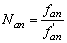 N_an = f_an / f'_an